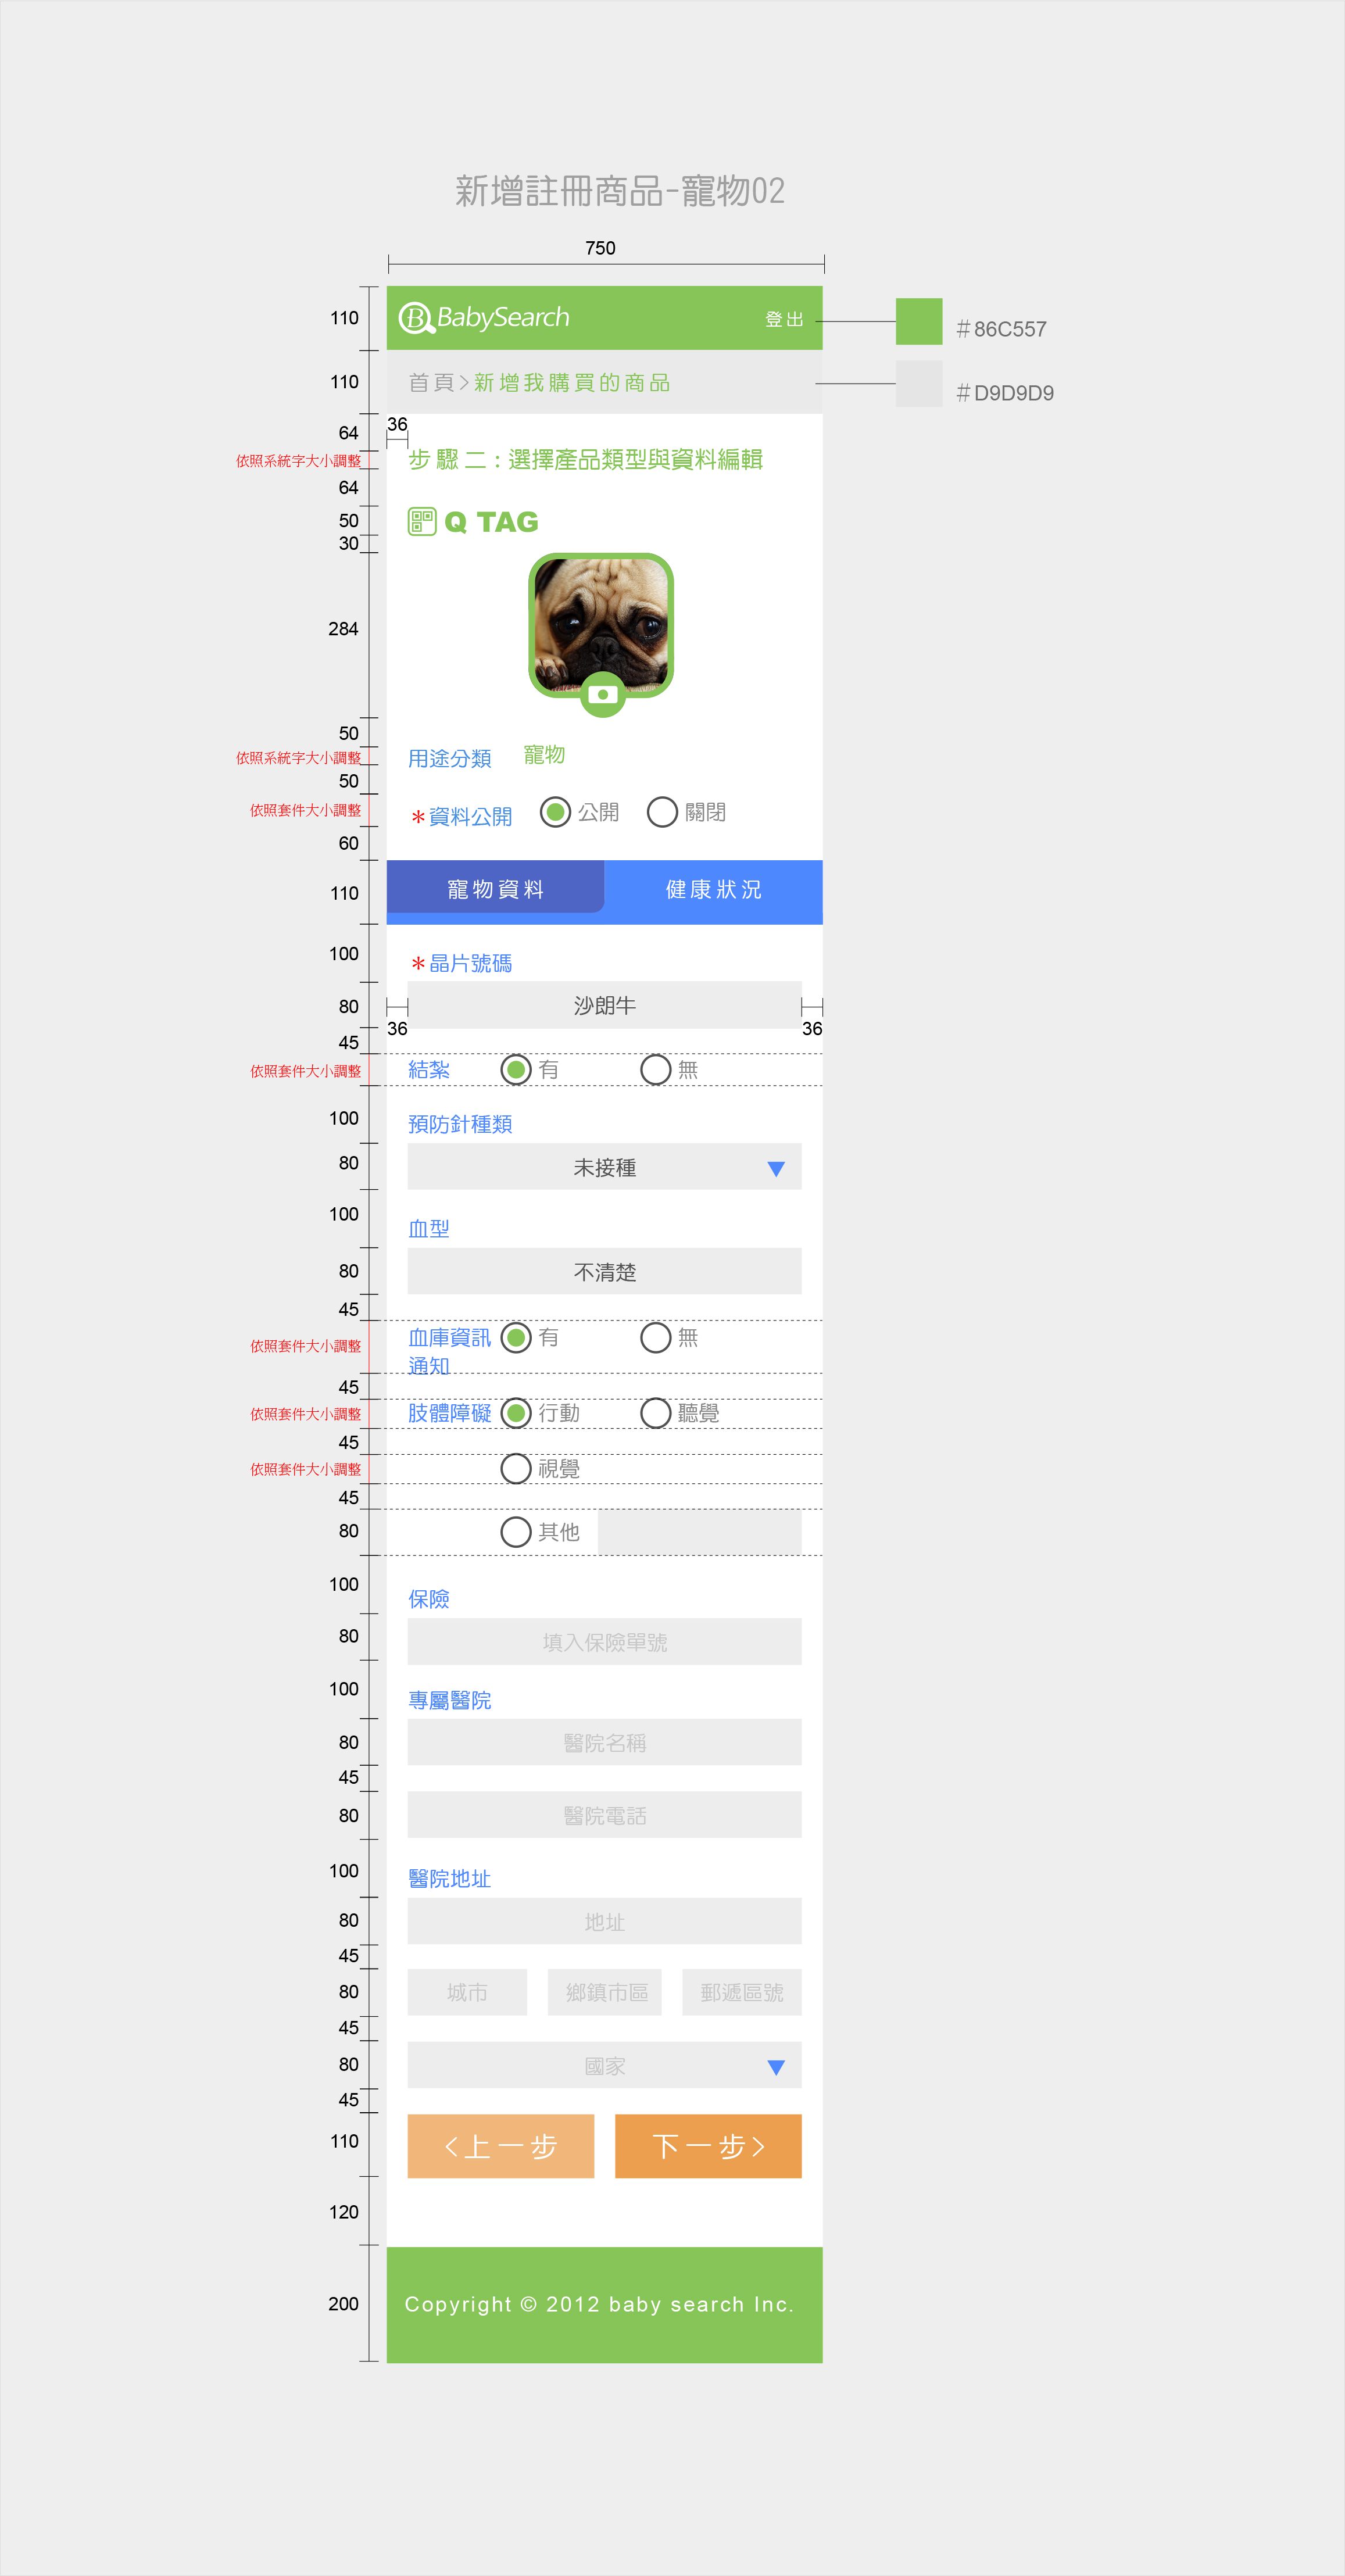 新增註冊商品-寵物02
750
110
BabySearch
登出
#86C557
110
首頁>新增我購買的商品
#D9D9D9
36
64
依照系統字大小調整
步驟二:選擇產品類型與資料編輯
64
50
Q TAG
30
284
50
依照系統字大小調整
用途分類 寵物
50
依照套件大小調整
*資料公開 公開 關閉
60
110
寵物資料 健康狀況
100
*晶片號碼
80
沙朗牛
36 36
45
依照套件大小調整
結紮 有 無
100
預防針種類
80
未接種
100
血型
80
不清楚
45
依照套件大小調整
血庫資訊 有 無
通知
45
依照套件大小調整
肢體障礙 行動 聽覺
45
依照套件大小調整
視覺
45
80
其他
100
保險
80
填入保險單號
100
專屬醫院
80
醫院名稱
45
80
醫院電話
100
醫院地址
80
地址
45
80
城市 鄉鎮市區 郵遞區號
45
80
國家
45
110
<上一步 下一步>
120
200
Copyright © 2012 baby search Inc.